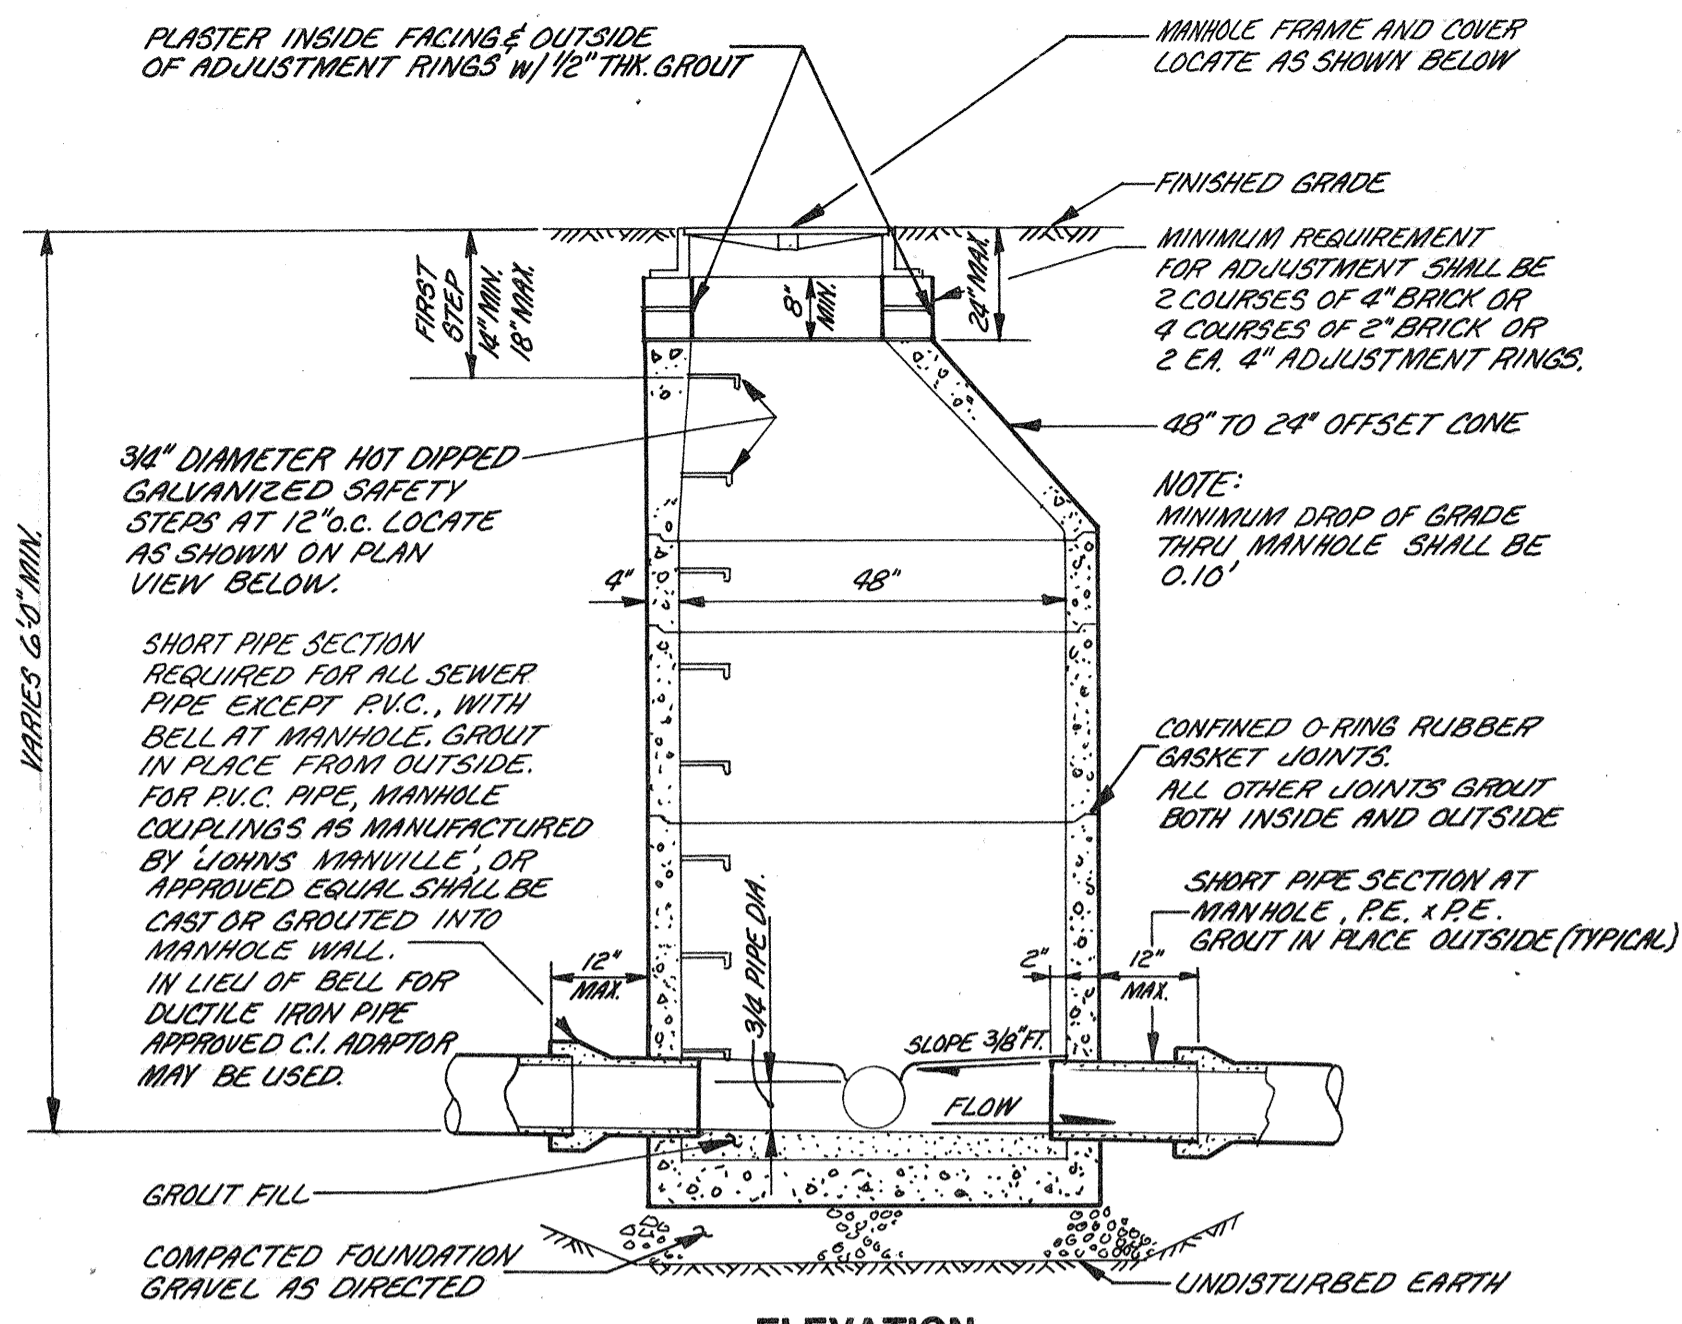 PLASTER INSIDE FACING & OUTSIDE
OF ADJUSTMENT RINGS W/ 1/2" THK. GROUT
MANHOLE FRAME AND COVER
LOCATE AS SHOWN BELOW
FINISHED GRADE
MINIMUM REQUIREMENT
FOR ADJUSTMENT SHALL BE
2 COURSES OF 4" BRICK OR
4 COURSES OF 2" BRICK OR
2 EA. 4" ADJUSTMENT RINGS.
FIRST
STEP
14" MIN.
18" MAX.
8"
MIN.
24" MAX.
48" TO 24" OFFSET CONE
3/4" DIAMETER HOT DIPPED
GALVANIZED SAFETY
STEPS AT 12" O.C. LOCATE
AS SHOWN ON PLAN
VIEW BELOW.
NOTE:
MINIMUM DROP OF GRADE
THRU MANHOLE SHALL BE
0.10'
4"
48"
VARIES 6'-0" MIN.
SHORT PIPE SECTION
REQUIRED FOR ALL SEWER
PIPE EXCEPT P.V.C., WITH
BELL AT MANHOLE. GROUT
IN PLACE FROM OUTSIDE.
FOR P.V.C. PIPE, MANHOLE
COUPLINGS AS MANUFACTURED
BY 'JOHNS MANVILLE', OR
APPROVED EQUAL SHALL BE
CAST OR GROUTED INTO
MANHOLE WALL.
IN LIEU OF BELL FOR
DUCTILE IRON PIPE
APPROVED C.I. ADAPTOR
MAY BE USED.
CONFINED O-RING RUBBER
GASKET JOINTS.
ALL OTHER JOINTS GROUT
BOTH INSIDE AND OUTSIDE
SHORT PIPE SECTION AT
MANHOLE, P.E. x P.E.
GROUT IN PLACE OUTSIDE (TYPICAL)
12"
MAX.
3/4 PIPE DIA.
2"
12"
MAX.
SLOPE 3/8" FT.
FLOW
GROUT FILL
COMPACTED FOUNDATION
GRAVEL AS DIRECTED
UNDISTURBED EARTH
ELEVATION